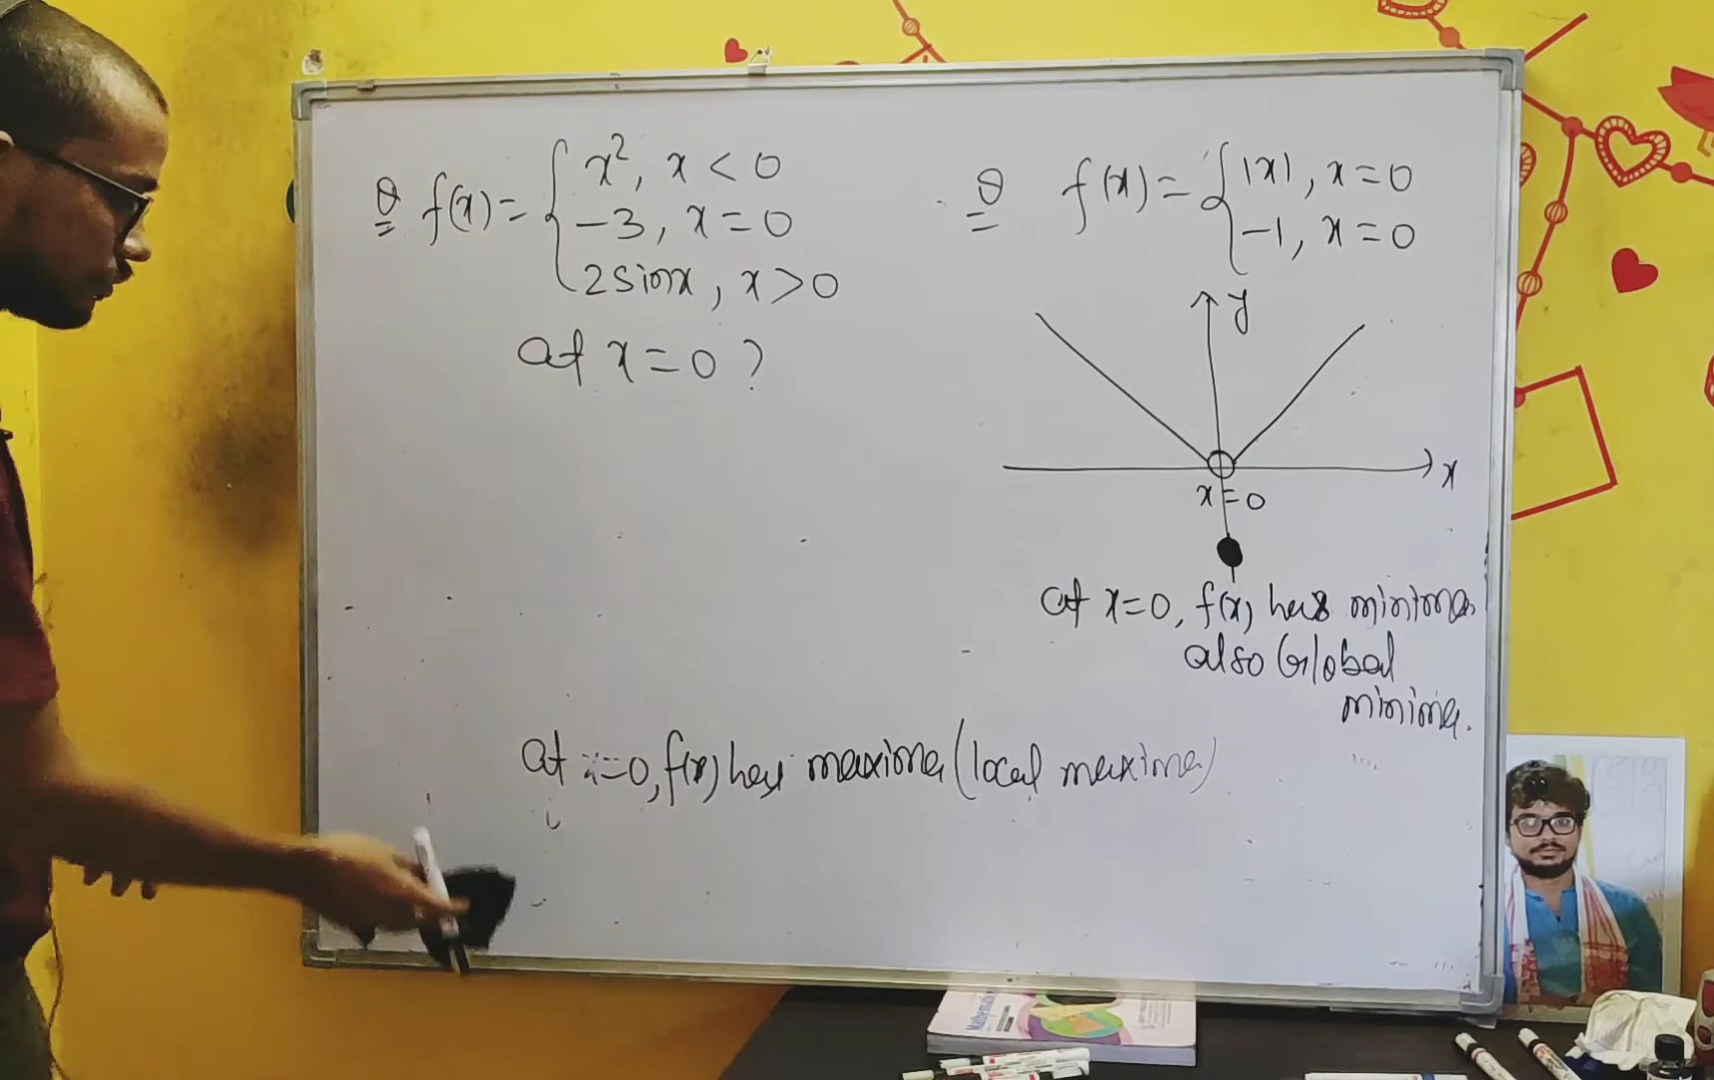 Q f(x) = { x², x < 0
-3, x = 0
2sinx, x > 0
at x = 0 ?
Q f(x) = { |x|, x = 0
-1, x = 0
y
x
x = 0
at x=0, f(x) has minima
also Global
minima.
at x=0, f(x) has maxima (local maxima)
Mathematics